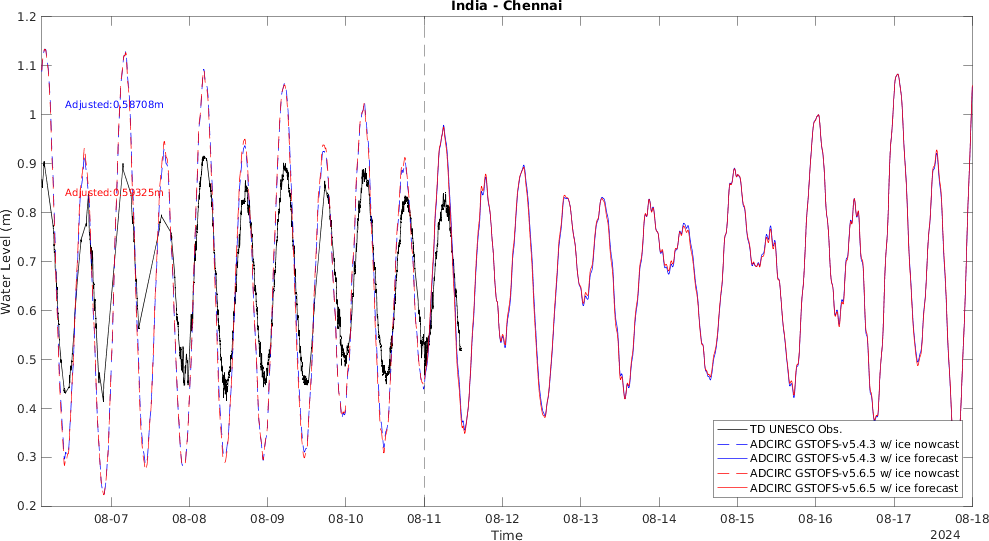 India - Chennai
1.2
1.1
1
0.9
0.8
0.7
0.6
0.5
0.4
0.3
0.2
Water Level (m)
Adjusted:0.58708m
Adjusted:0.59325m
TD UNESCO Obs.
ADCIRC GSTOFS-v5.4.3 w/ ice nowcast
ADCIRC GSTOFS-v5.4.3 w/ ice forecast
ADCIRC GSTOFS-v5.6.5 w/ ice nowcast
ADCIRC GSTOFS-v5.6.5 w/ ice forecast
08-07 08-08 08-09 08-10 08-11 08-12 08-13 08-14 08-15 08-16 08-17 08-18
Time
2024